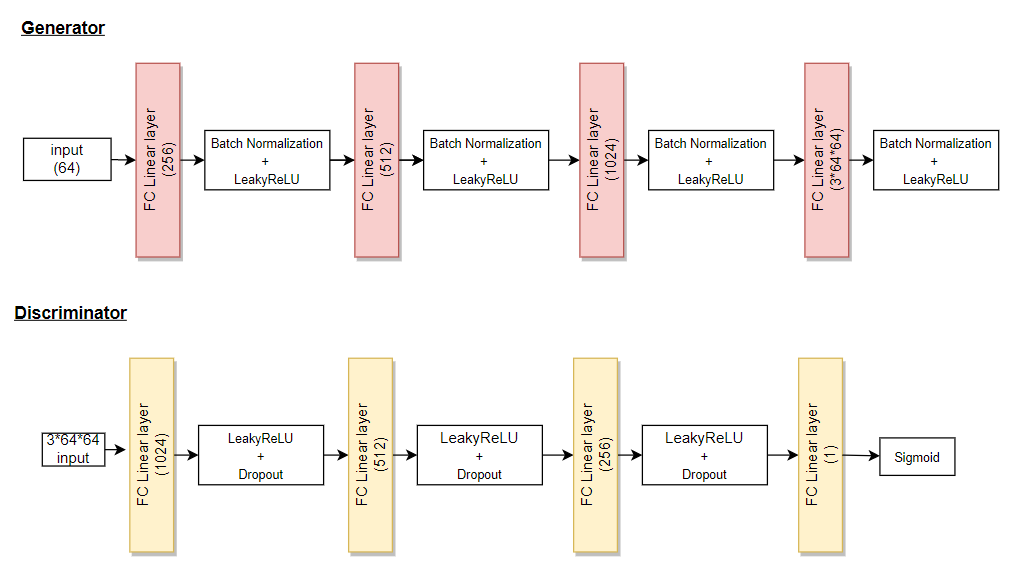 Generator
input
(64)
FC Linear layer
(256)
Batch Normalization
+
LeakyReLU
FC Linear layer
(512)
Batch Normalization
+
LeakyReLU
FC Linear layer
(1024)
Batch Normalization
+
LeakyReLU
FC Linear layer
(3*64*64)
Batch Normalization
+
LeakyReLU
Discriminator
3*64*64
input
FC Linear layer
(1024)
LeakyReLU
+
Dropout
FC Linear layer
(512)
LeakyReLU
+
Dropout
FC Linear layer
(256)
LeakyReLU
+
Dropout
FC Linear layer
(1)
Sigmoid